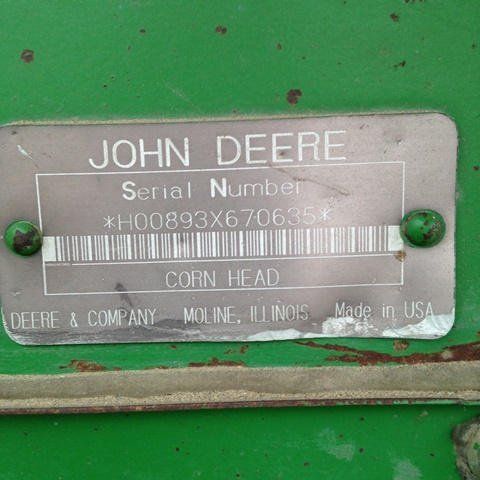 JOHN DEERE
Serial Number
*H00893X670635*
CORN HEAD
DEERE & COMPANY MOLINE, ILLINOIS Made in USA